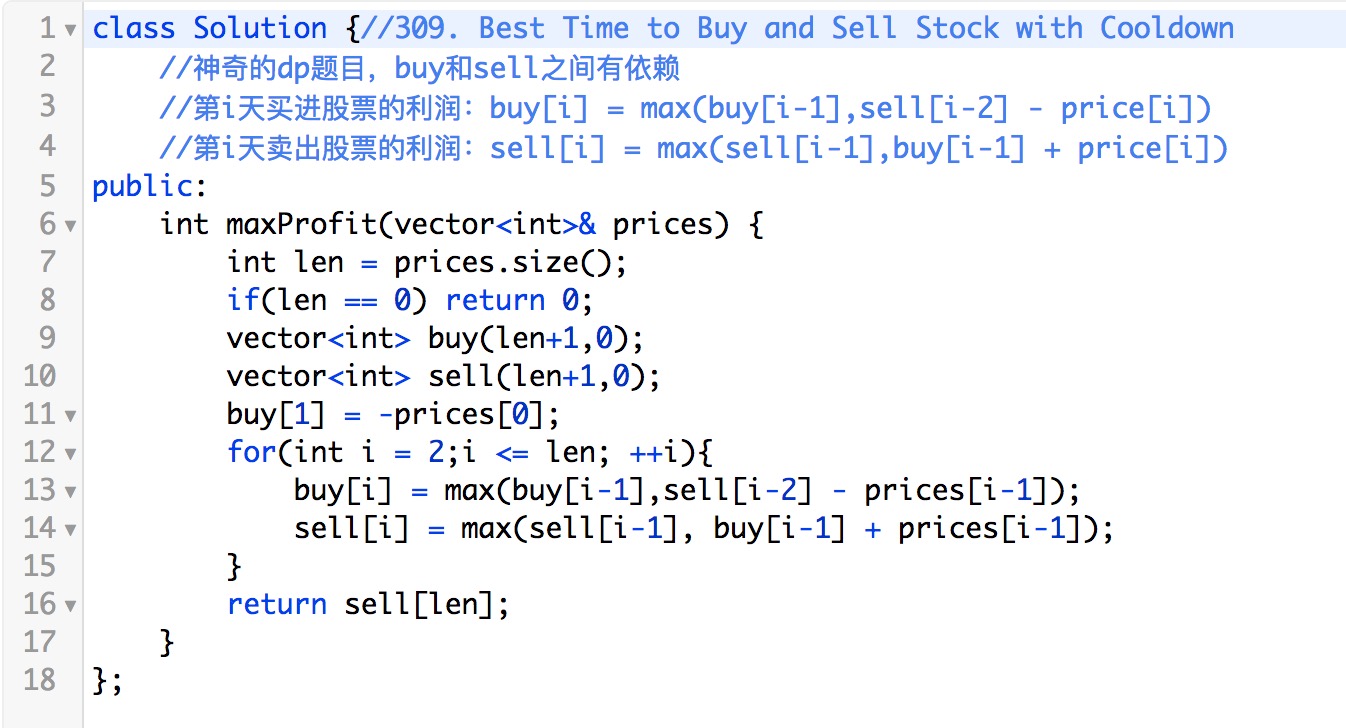 1 class Solution {//309. Best Time to Buy and Sell Stock with Cooldown
2     //神奇的dp题目，buy和sell之间有依赖
3     //第i天买进股票的利润：buy[i] = max(buy[i-1],sell[i-2] - price[i])
4     //第i天卖出股票的利润：sell[i] = max(sell[i-1],buy[i-1] + price[i])
5 public:
6     int maxProfit(vector<int>& prices) {
7         int len = prices.size();
8         if(len == 0) return 0;
9         vector<int> buy(len+1,0);
10         vector<int> sell(len+1,0);
11         buy[1] = -prices[0];
12         for(int i = 2;i <= len; ++i){
13             buy[i] = max(buy[i-1],sell[i-2] - prices[i-1]);
14             sell[i] = max(sell[i-1], buy[i-1] + prices[i-1]);
15         }
16         return sell[len];
17     }
18 };